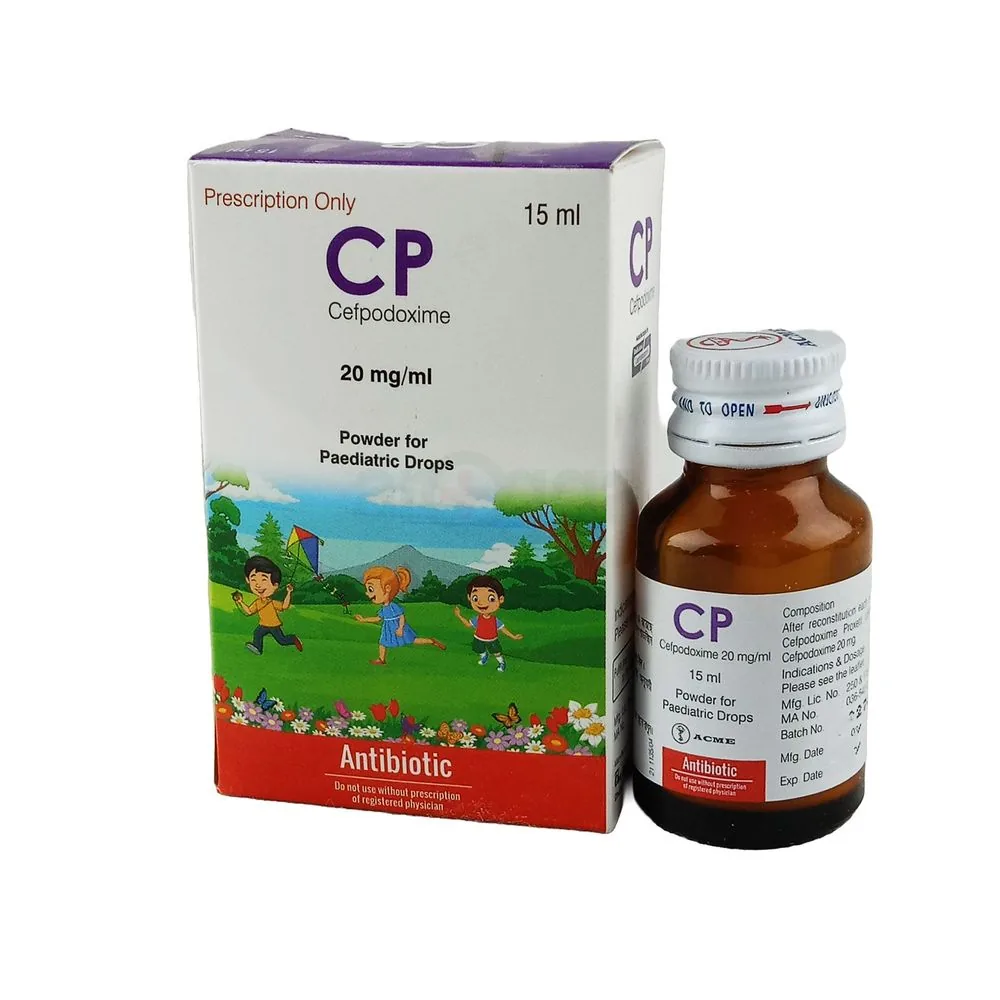 Prescription Only
15 ml
CP
Cefpodoxime
20 mg/ml
Powder for
Paediatric Drops
Antibiotic
Do not use without prescription
of registered physician
CP
Cefpodoxime
TO OPEN
CP
Cefpodoxime 20 mg/ml
15 ml
Powder for
Paediatric Drops
ACME
Antibiotic
Do not use without prescription
of registered physician
Composition
After reconstitution each
Cefpodoxime
Cefpodoxime 20 mg
Indications & Dosage
Please see the leaflet
Mfg. Lic. No. 250 &
MA No.
Batch No.
Mfg. Date
Exp Date